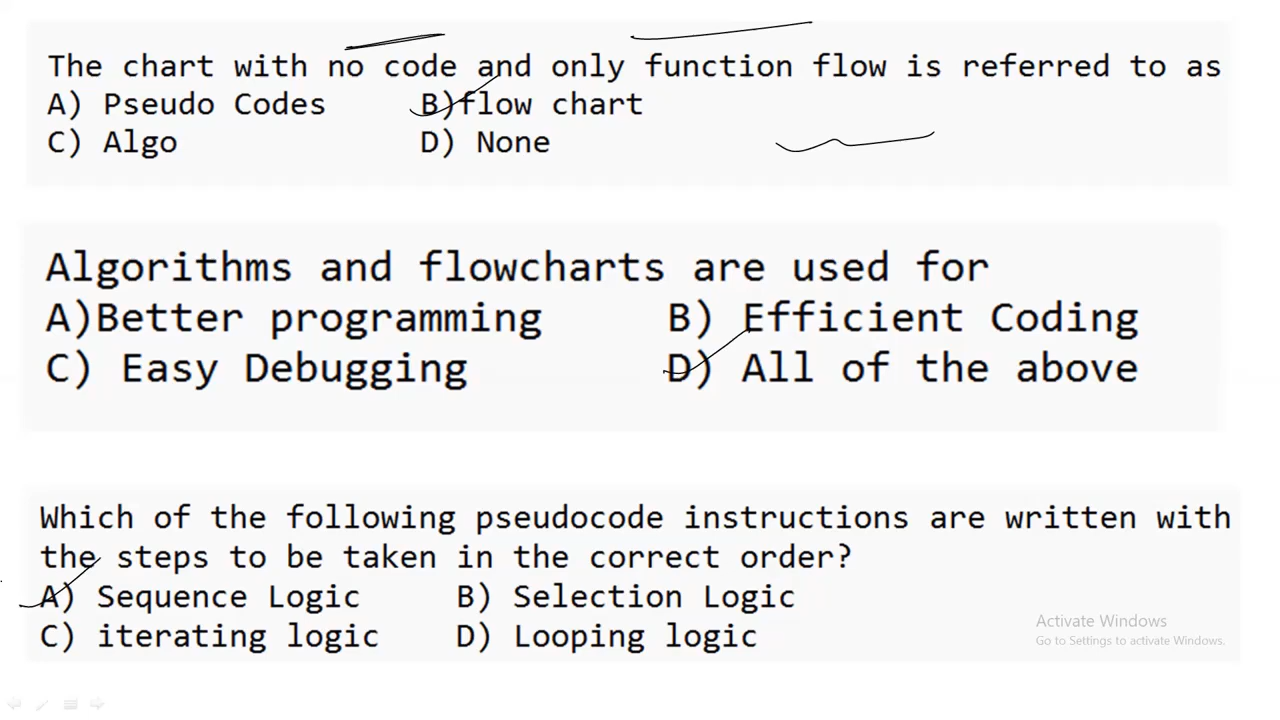 The chart with no code and only function flow is referred to as
A) Pseudo Codes B)flow chart
C) Algo D) None
Algorithms and flowcharts are used for
A)Better programming B) Efficient Coding
C) Easy Debugging D) All of the above
Which of the following pseudocode instructions are written with
the steps to be taken in the correct order?
A) Sequence Logic B) Selection Logic
C) iterating logic D) Looping logic
Activate Windows
Go to Settings to activate Windows.